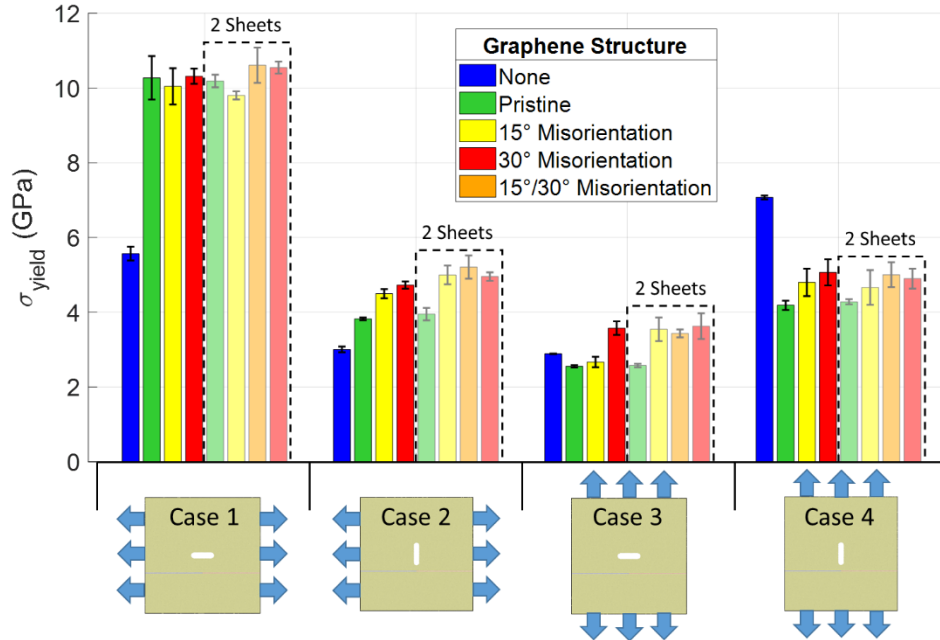 12
10
8
6
4
2
0
σyield (GPa)
2 Sheets
2 Sheets
2 Sheets
2 Sheets
Graphene Structure
None
Pristine
15° Misorientation
30° Misorientation
15°/30° Misorientation
Case 1
Case 2
Case 3
Case 4